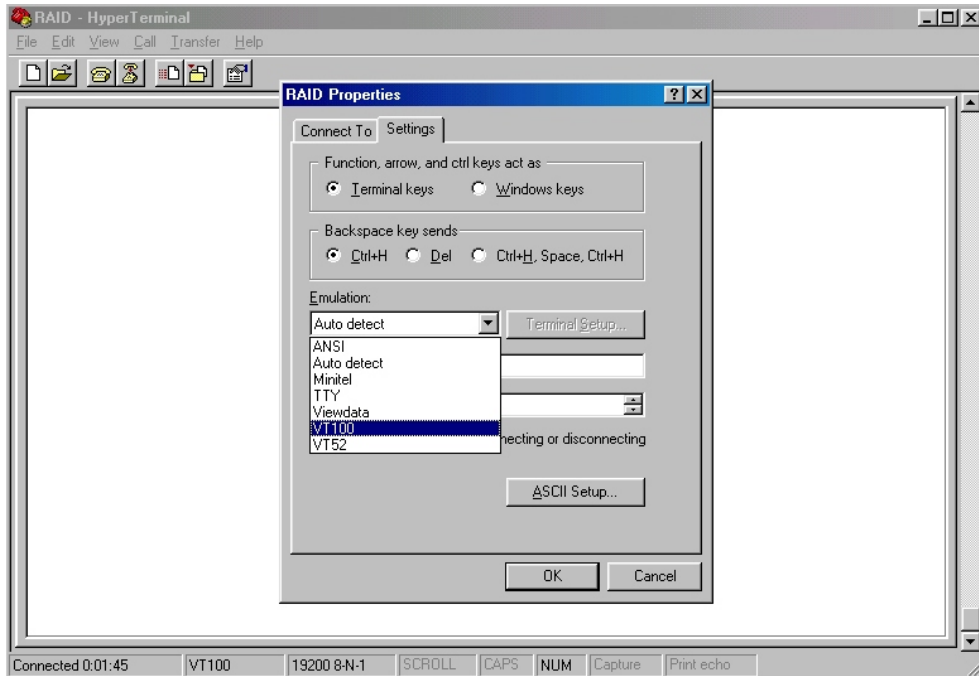 RAID - HyperTerminal
File Edit View Call Transfer Help
RAID Properties
Connect To Settings
Function, arrow, and ctrl keys act as
Terminal keys Windows keys
Backspace key sends
Ctrl+H Del Ctrl+H, Space, Ctrl+H
Emulation:
Auto detect Terminal Setup...
ANSI
Auto detect
Minitel
TTY
Viewdata
VT100
VT52
necting or disconnecting
ASCII Setup...
OK Cancel
Connected 0:01:45 VT100 19200 8-N-1 SCROLL CAPS NUM Capture Print echo